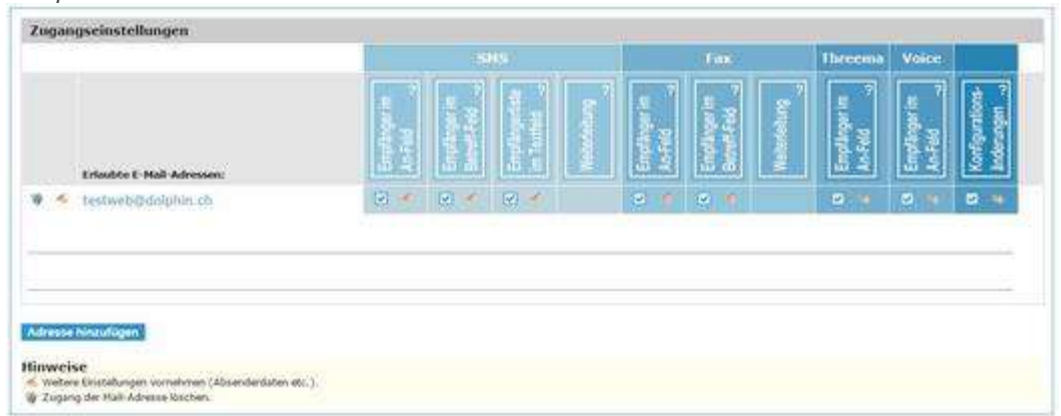 Zugangseinstellungen
SMS Fax Threema Voice
Empfänger im An-Feld ?
Empfänger im Betreff-Feld ?
Empfängerliste im Textfeld ?
Weiterleitung ?
Empfänger im An-Feld ?
Empfänger im Betreff-Feld ?
Weiterleitung ?
Empfänger im An-Feld ?
Empfänger im An-Feld ?
Konfigurations-änderungen ?
Erlaubte E-Mail-Adressen:
testweb@dolphin.ch
Adresse hinzufügen
Hinweise
Weitere Einstellungen vornehmen (Absenderdaten etc.).
Zugang der Mail-Adresse löschen.